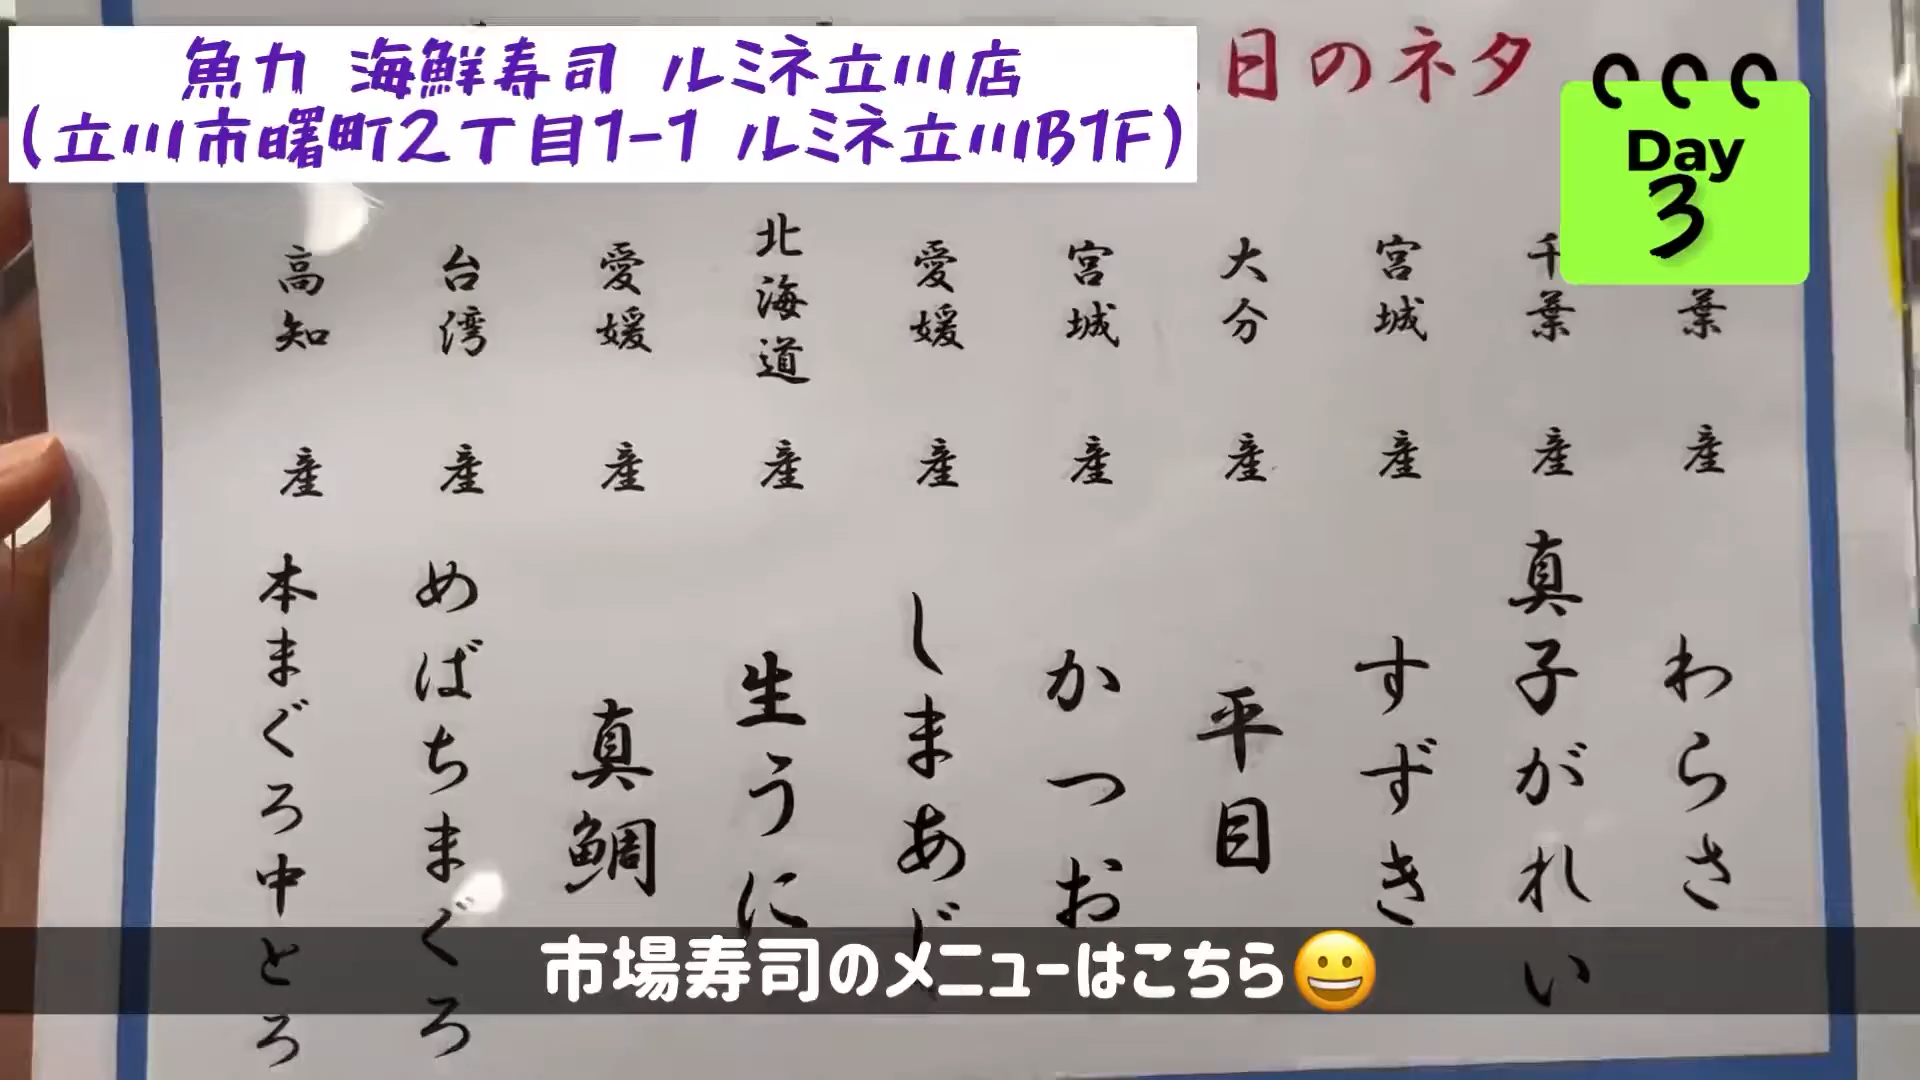 魚力 海鮮寿司 ルミネ立川店
(立川市曙町2丁目1-1 ルミネ立川B1F)
日のネタ
Day
3
葉産 わらさ
千葉産 真子がれい
宮城産 すずき
大分産 平目
宮城産 かつお
愛媛産 しまあじ
北海道産 生うに
愛媛産 真鯛
台湾産 めばちまぐろ
高知産 本まぐろ中とろ
市場寿司のメニューはこちら😀